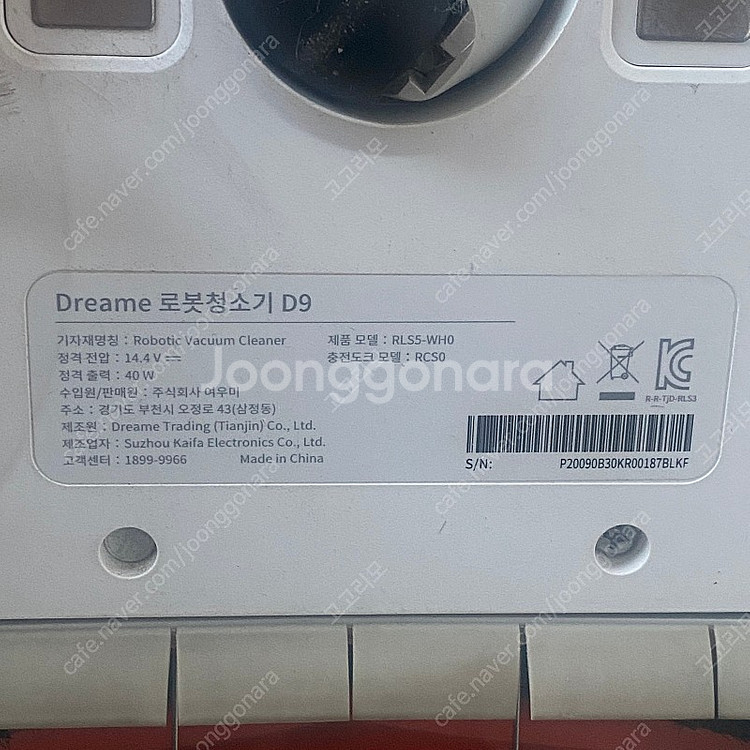 Dreame 로봇청소기 D9
기자재명칭 : Robotic Vacuum Cleaner 제품 모델 : RLS5-WH0
정격 전압 : 14.4 V 충전도크 모델 : RCS0
정격 출력 : 40 W
수입원/판매원 : 주식회사 여우미
주소 : 경기도 부천시 오정로 43(삼정동)
제조원 : Dreame Trading (Tianjin) Co., Ltd.
제조업자 : Suzhou Kaifa Electronics Co., Ltd.
고객센터 : 1899-9966 Made in China
R-R-TjD-RLS3
S/N: P20090B30KR00187BLKF
Joonggonara
cafe.naver.com/joonggonara
고고리모